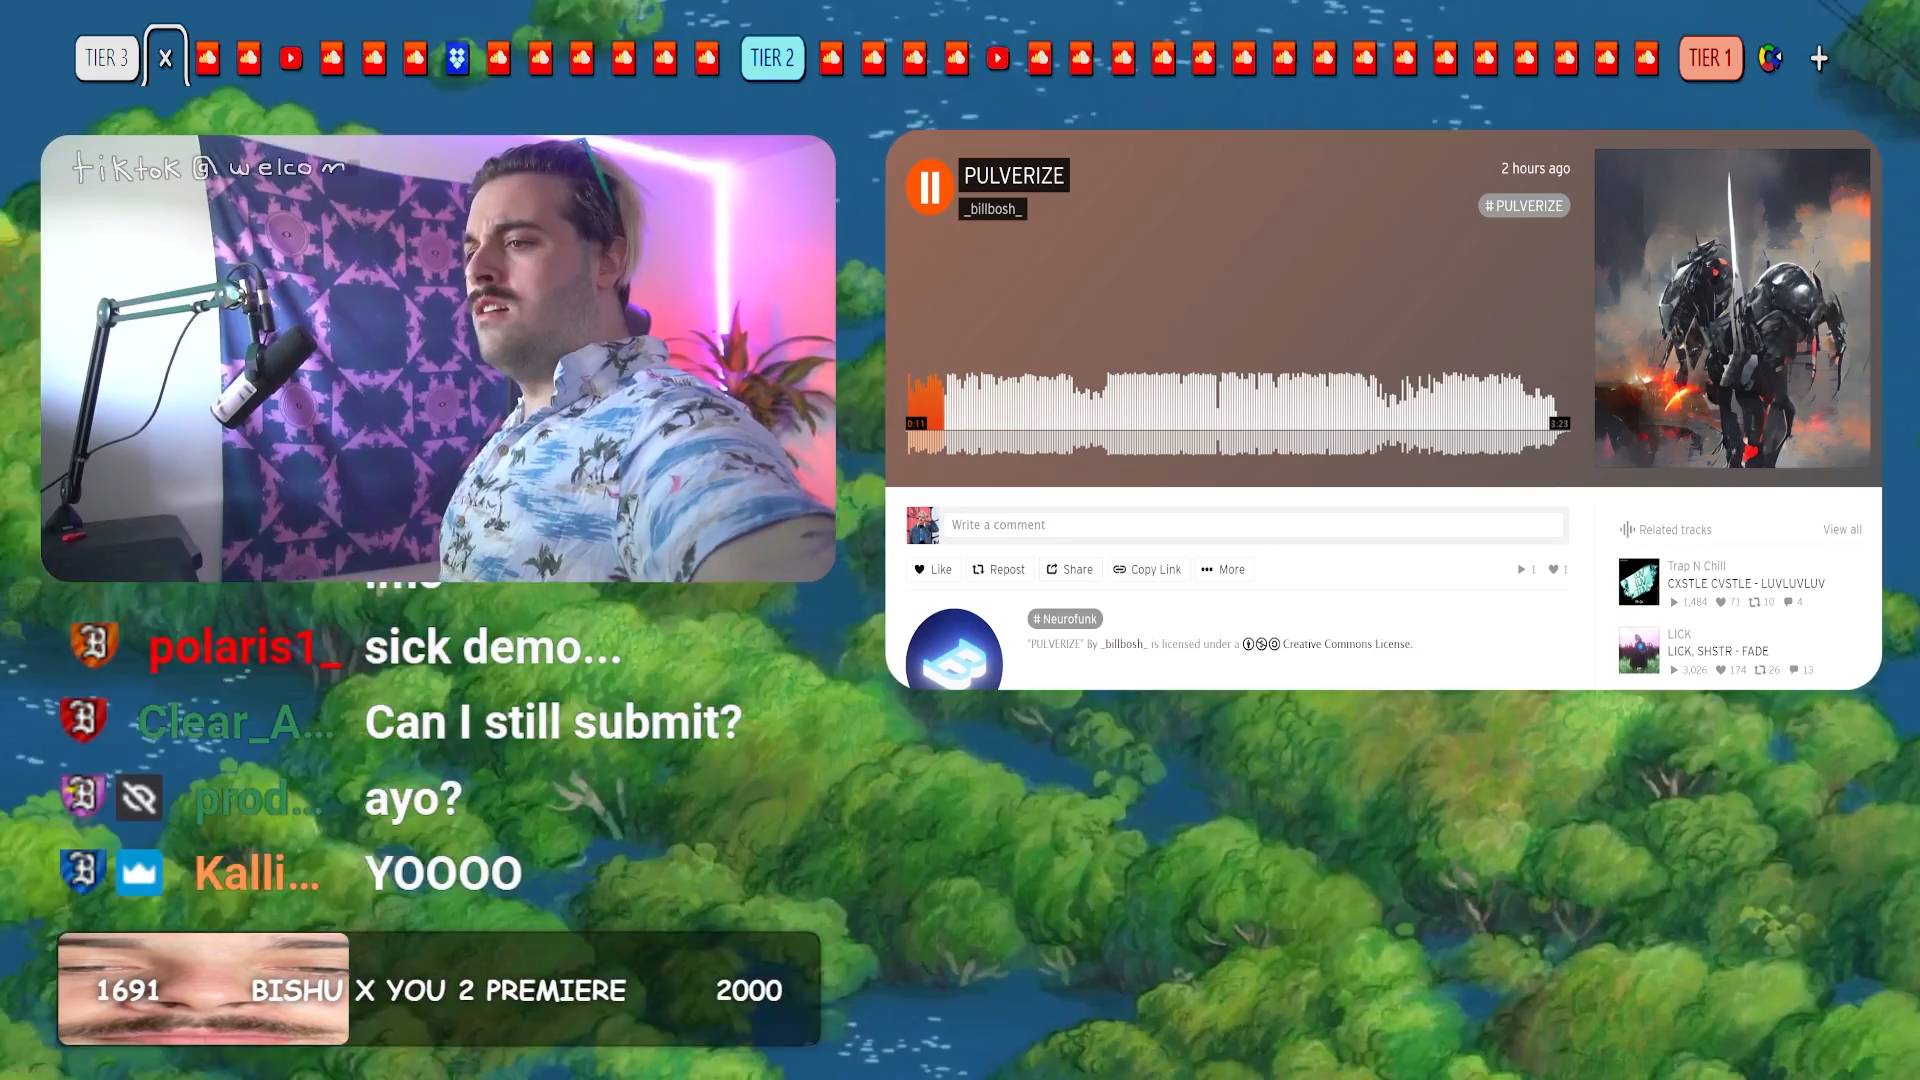 TIER 3
X
TIER 2
TIER 1
+
tiktok @ welcom
PULVERIZE
_billbosh_
2 hours ago
# PULVERIZE
0:11
3:23
Write a comment
Like
Repost
Share
Copy Link
More
1
1
# Neurofunk
"PULVERIZE" By _billbosh_ is licensed under a Creative Commons License.
Related tracks
View all
Trap N Chill
CXSTLE CVSTLE - LUVLUVLUV
1,484 71 10 4
LICK
LICK, SHSTR - FADE
3,026 174 26 13
polaris1_ sick demo...
Clear_A... Can I still submit?
prod... ayo?
Kalli... YOOOO
1691 BISHU X YOU 2 PREMIERE 2000